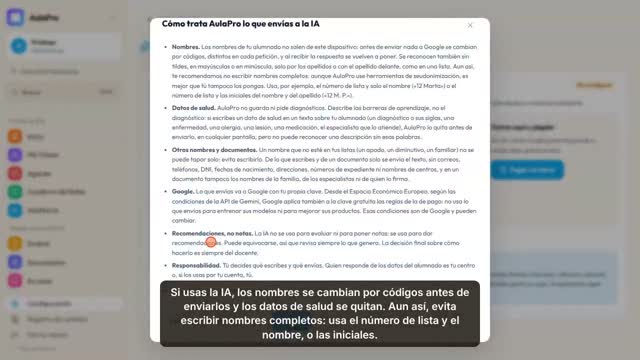 AulaPro
Cómo trata AulaPro lo que envías a la IA
Nombres. Los nombres de tu alumnado no salen de este dispositivo: antes de enviar nada a Google se cambian
por códigos, distintos en cada petición, y al recibir la respuesta se vuelven a poner. Se reconocen también sin
tildes, en mayúsculas o en minúscula, solo por los apellidos o con el apellido delante, como en una lista. Aun así,
te recomendamos no escribir nombres completos: aunque AulaPro use herramientas de seudonimización, es
mejor que tú tampoco los pongas. Usa, por ejemplo, el número de lista y solo el nombre («12 Marta») o el
número de lista y las iniciales del nombre y del apellido («12 M. P.»).
Datos de salud. AulaPro no guarda ni pide diagnósticos. Describe las barreras de aprendizaje, no el
diagnóstico: si escribes un dato de salud en un texto sobre tu alumnado (un diagnóstico o sus siglas, una
enfermedad, una alergia, una lesión, una medicación, el especialista que lo atiende), AulaPro lo quita antes de
enviarlo, en cualquier pantalla, pero no puede reconocer una descripción sin esas palabras.
Otros nombres y documentos. Un nombre que no esté en tus listas (un apodo, un diminutivo, un familiar) no se
puede tapar solo: evita escribirlo. De lo que escribes y de un documento solo se envía el texto, sin correos,
teléfonos, DNI, fechas de nacimiento, direcciones, números de expediente ni nombres de centros, y en un
documento tampoco los nombres de la familia, de los especialistas ni de quien lo firma.
Google. Lo que envías va a Google con tu propia clave. Desde el Espacio Económico Europeo, según las
condiciones de la API de Gemini, Google aplica también a la clave gratuita las reglas de la de pago: no usa lo
que envías para entrenar sus modelos ni para mejorar sus productos. Esas condiciones son de Google y pueden
cambiar.
Recomendaciones, no notas. La IA no se usa para evaluar ni para poner notas: se usa para dar
recomendaciones. Puede equivocarse, así que revisa siempre lo que genera. La decisión final sobre cómo
hacerlo es siempre del docente.
Responsabilidad. Tú decides qué escribes y qué envías. Quien responde de los datos del alumnado es tu centro
o, si los usas por tu cuenta, tú.
Si usas la IA, los nombres se cambian por códigos antes de
enviarlos y los datos de salud se quitan. Aun así, evita
escribir nombres completos: usa el número de lista y el
nombre, o las iniciales.